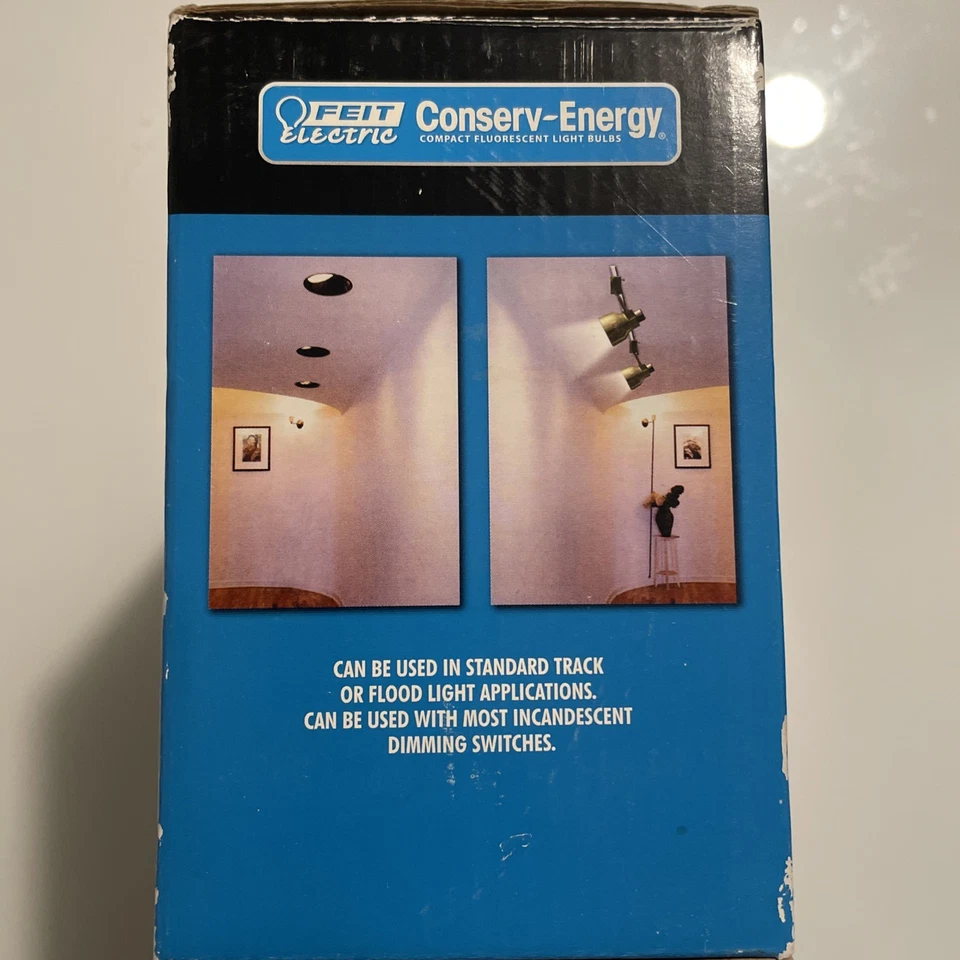 FEIT
Electric
Conserv-Energy
COMPACT FLUORESCENT LIGHT BULBS ®
CAN BE USED IN STANDARD TRACK
OR FLOOD LIGHT APPLICATIONS.
CAN BE USED WITH MOST INCANDESCENT
DIMMING SWITCHES.